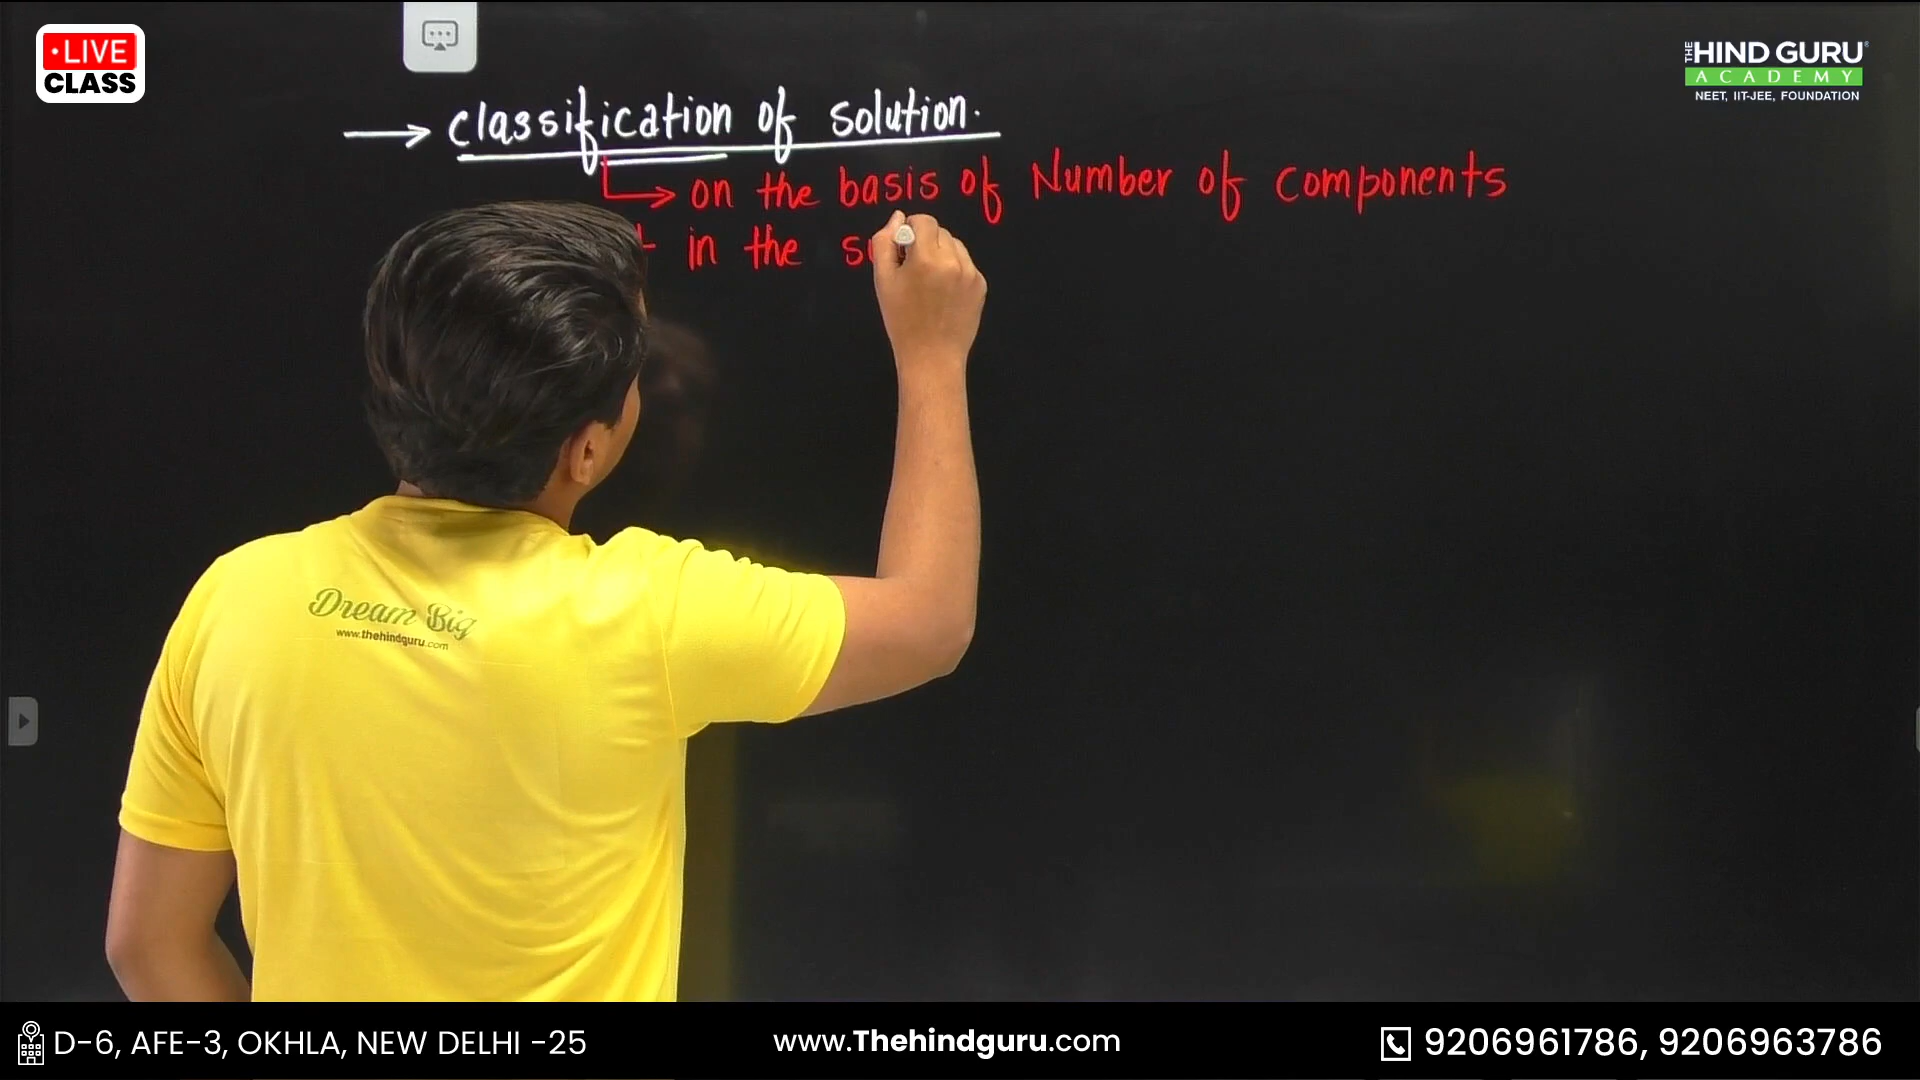 • LIVE
CLASS
THE HIND GURU
ACADEMY
NEET, IIT-JEE, FOUNDATION
→ classification of solution.
→ on the basis of Number of components
in the
Dream Big
www.thehindguru.com
D-6, AFE-3, OKHLA, NEW DELHI -25
www.Thehindguru.com
9206961786, 9206963786